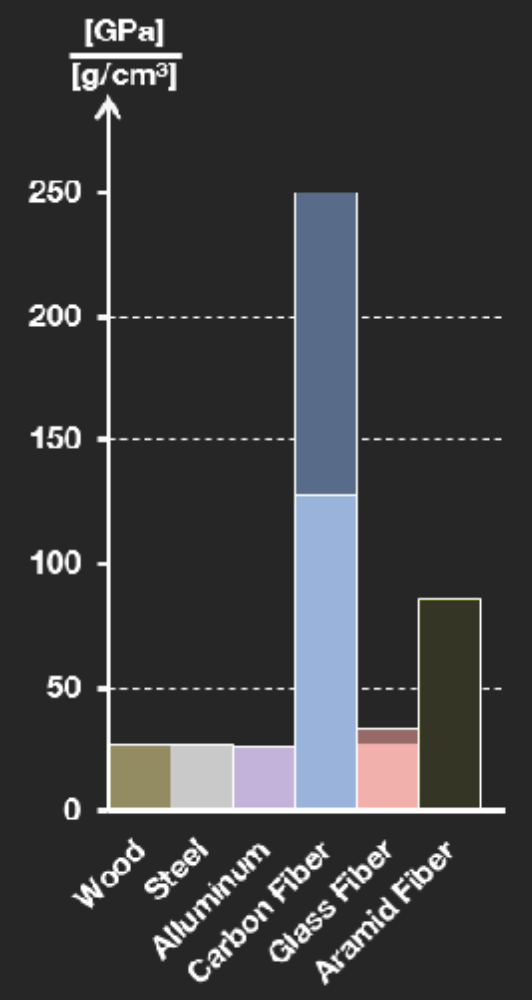 [GPa]
[g/cm³]
250
200
150
100
50
0
Wood
Steel
Alluminum
Carbon Fiber
Glass Fiber
Aramid Fiber